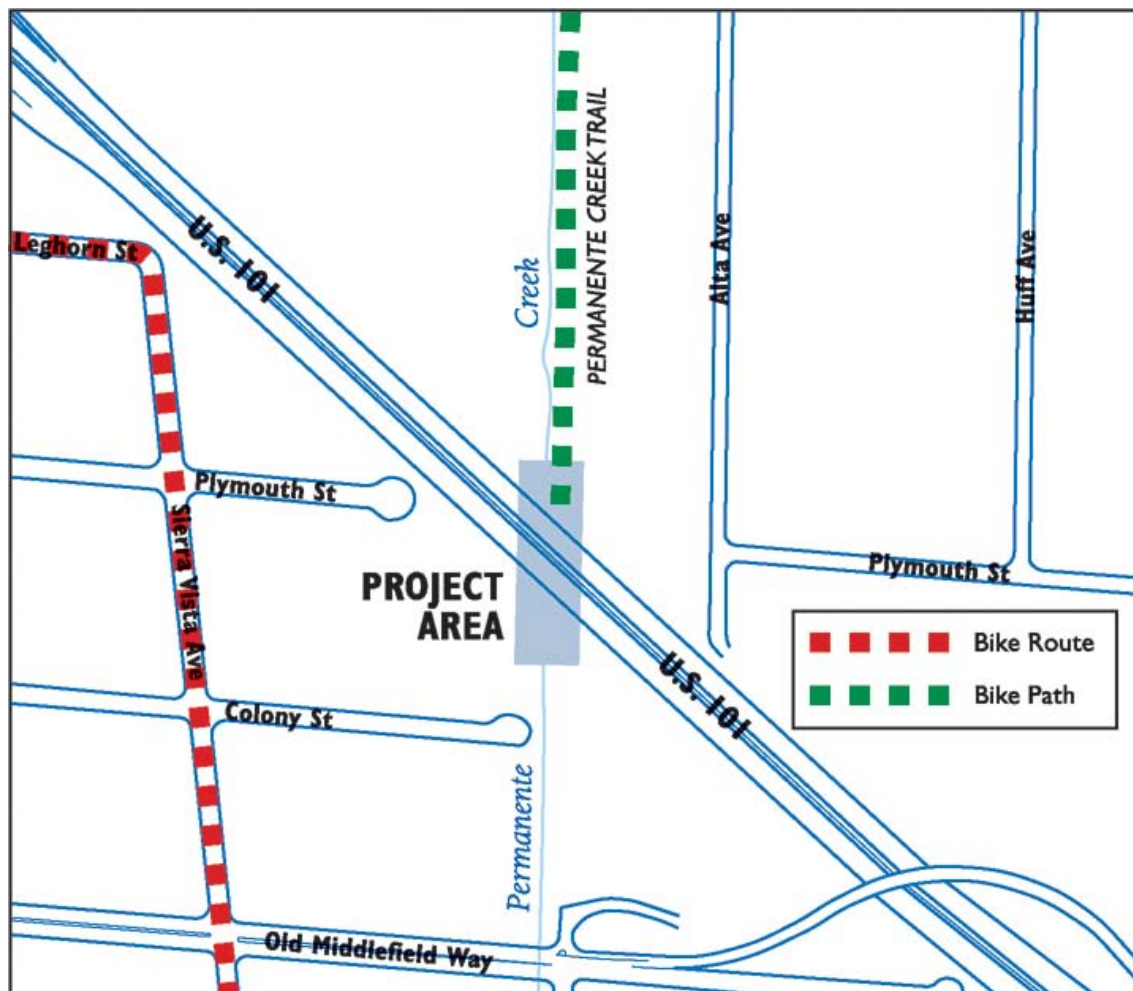 PERMANENTE CREEK TRAIL
Leghorn St
U.S. 101
Creek
Alta Ave
Huff Ave
Plymouth St
Sierra Vista Ave
PROJECT
AREA
Plymouth St
Bike Route
Bike Path
U.S. 101
Colony St
Permanente
Old Middlefield Way